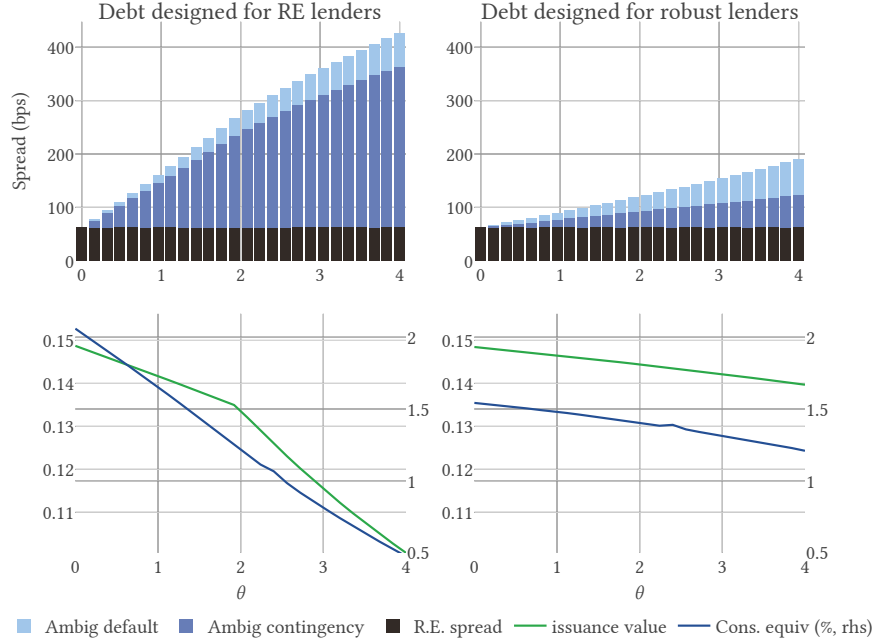 Debt designed for RE lenders
Debt designed for robust lenders
Spread (bps)
400
300
200
100
0
0 1 2 3 4
400
300
200
100
0
0 1 2 3 4
0.15
0.14
0.13
0.12
0.11
2
1.5
1
0.5
0 1 2 3 4
θ
0.15
0.14
0.13
0.12
0.11
2
1.5
1
0.5
0 1 2 3 4
θ
Ambig default Ambig contingency R.E. spread issuance value Cons. equiv (%, rhs)